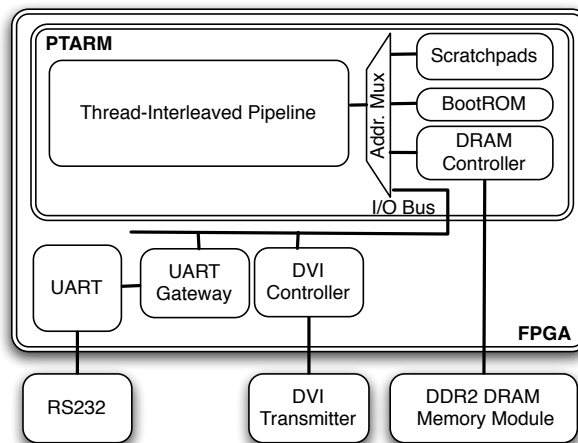 PTARM
Thread-Interleaved Pipeline
Addr. Mux
Scratchpads
BootROM
DRAM
Controller
I/O Bus
UART
UART
Gateway
DVI
Controller
FPGA
RS232
DVI
Transmitter
DDR2 DRAM
Memory Module